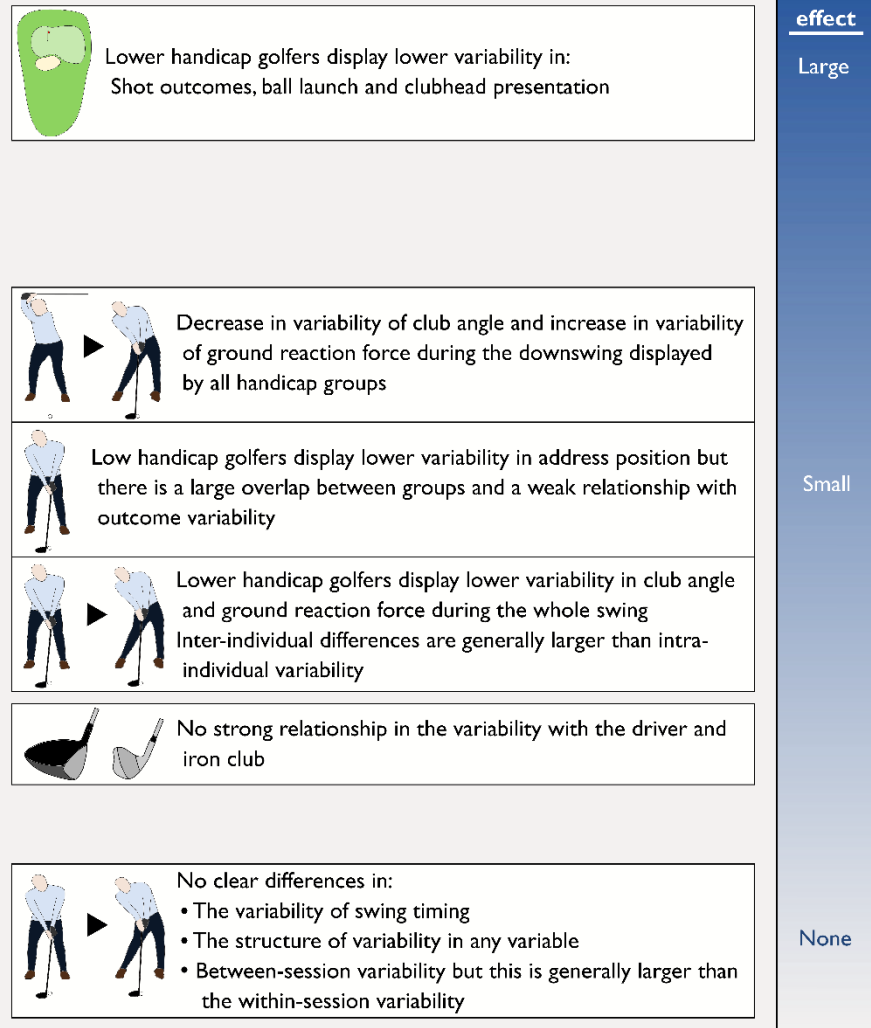 effect
Large
Lower handicap golfers display lower variability in:
Shot outcomes, ball launch and clubhead presentation
Decrease in variability of club angle and increase in variability
of ground reaction force during the downswing displayed
by all handicap groups
Low handicap golfers display lower variability in address position but
there is a large overlap between groups and a weak relationship with
outcome variability
Small
Lower handicap golfers display lower variability in club angle
and ground reaction force during the whole swing
Inter-individual differences are generally larger than intra-
individual variability
No strong relationship in the variability with the driver and
iron club
No clear differences in:
• The variability of swing timing
• The structure of variability in any variable
• Between-session variability but this is generally larger than
the within-session variability
None